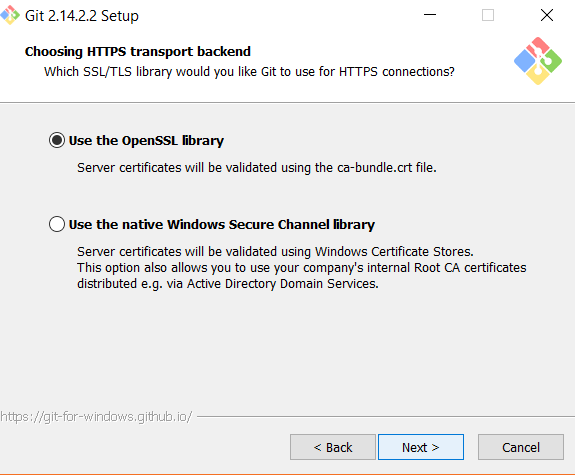 Git 2.14.2.2 Setup
Choosing HTTPS transport backend
Which SSL/TLS library would you like Git to use for HTTPS connections?
Use the OpenSSL library
Server certificates will be validated using the ca-bundle.crt file.
Use the native Windows Secure Channel library
Server certificates will be validated using Windows Certificate Stores.
This option also allows you to use your company's internal Root CA certificates
distributed e.g. via Active Directory Domain Services.
https://git-for-windows.github.io/
< Back
Next >
Cancel